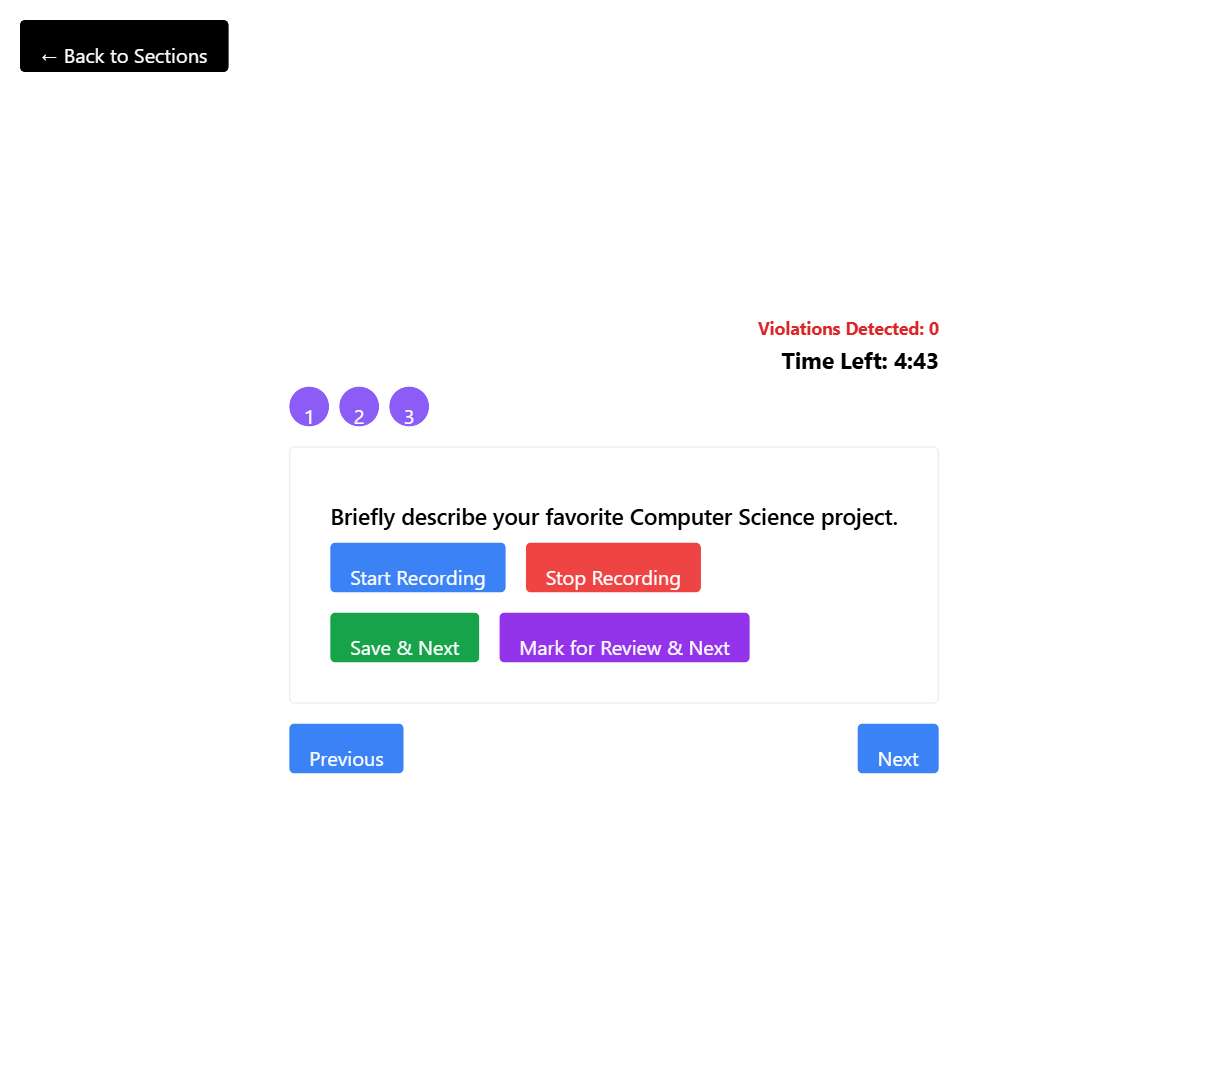 ← Back to Sections
Violations Detected: 0
Time Left: 4:43
1 2 3
Briefly describe your favorite Computer Science project.
Start Recording Stop Recording
Save & Next Mark for Review & Next
Previous Next